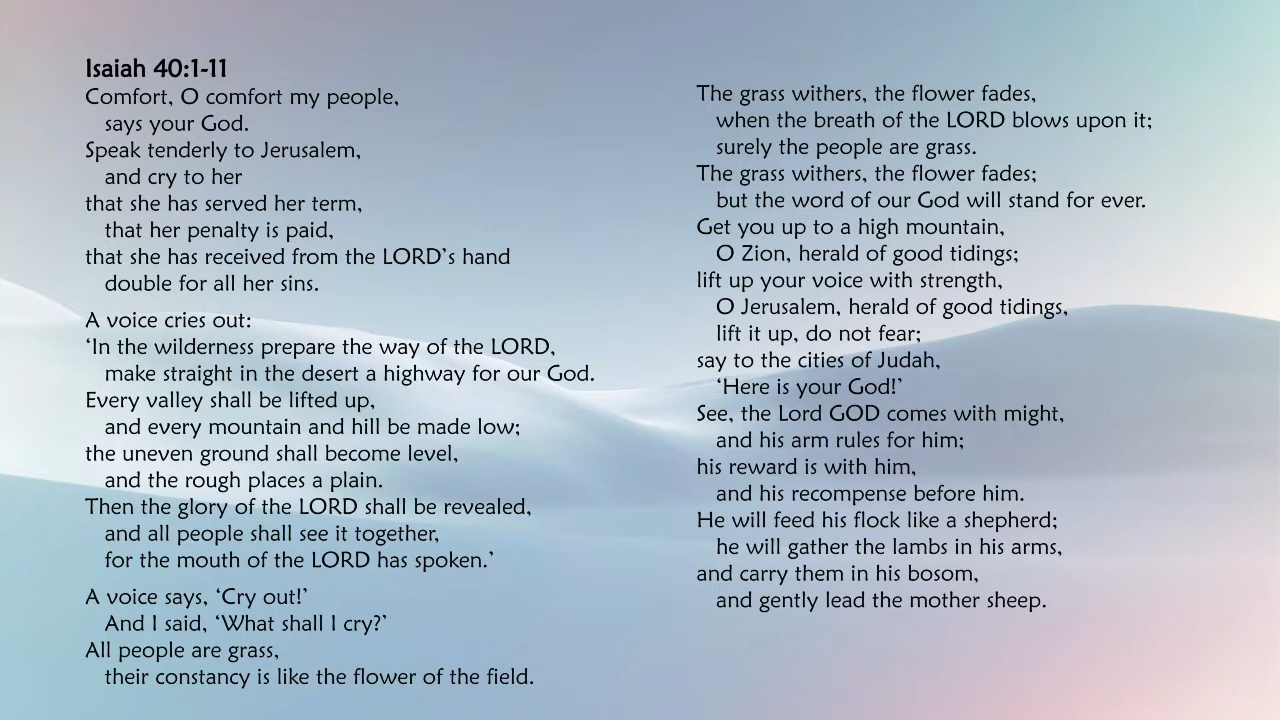 Isaiah 40:1-11
Comfort, O comfort my people,
says your God.
Speak tenderly to Jerusalem,
and cry to her
that she has served her term,
that her penalty is paid,
that she has received from the LORD’s hand
double for all her sins.
A voice cries out:
‘In the wilderness prepare the way of the LORD,
make straight in the desert a highway for our God.
Every valley shall be lifted up,
and every mountain and hill be made low;
the uneven ground shall become level,
and the rough places a plain.
Then the glory of the LORD shall be revealed,
and all people shall see it together,
for the mouth of the LORD has spoken.’
A voice says, ‘Cry out!’
And I said, ‘What shall I cry?’
All people are grass,
their constancy is like the flower of the field.
The grass withers, the flower fades,
when the breath of the LORD blows upon it;
surely the people are grass.
The grass withers, the flower fades;
but the word of our God will stand for ever.
Get you up to a high mountain,
O Zion, herald of good tidings;
lift up your voice with strength,
O Jerusalem, herald of good tidings,
lift it up, do not fear;
say to the cities of Judah,
‘Here is your God!’
See, the Lord GOD comes with might,
and his arm rules for him;
his reward is with him,
and his recompense before him.
He will feed his flock like a shepherd;
he will gather the lambs in his arms,
and carry them in his bosom,
and gently lead the mother sheep.